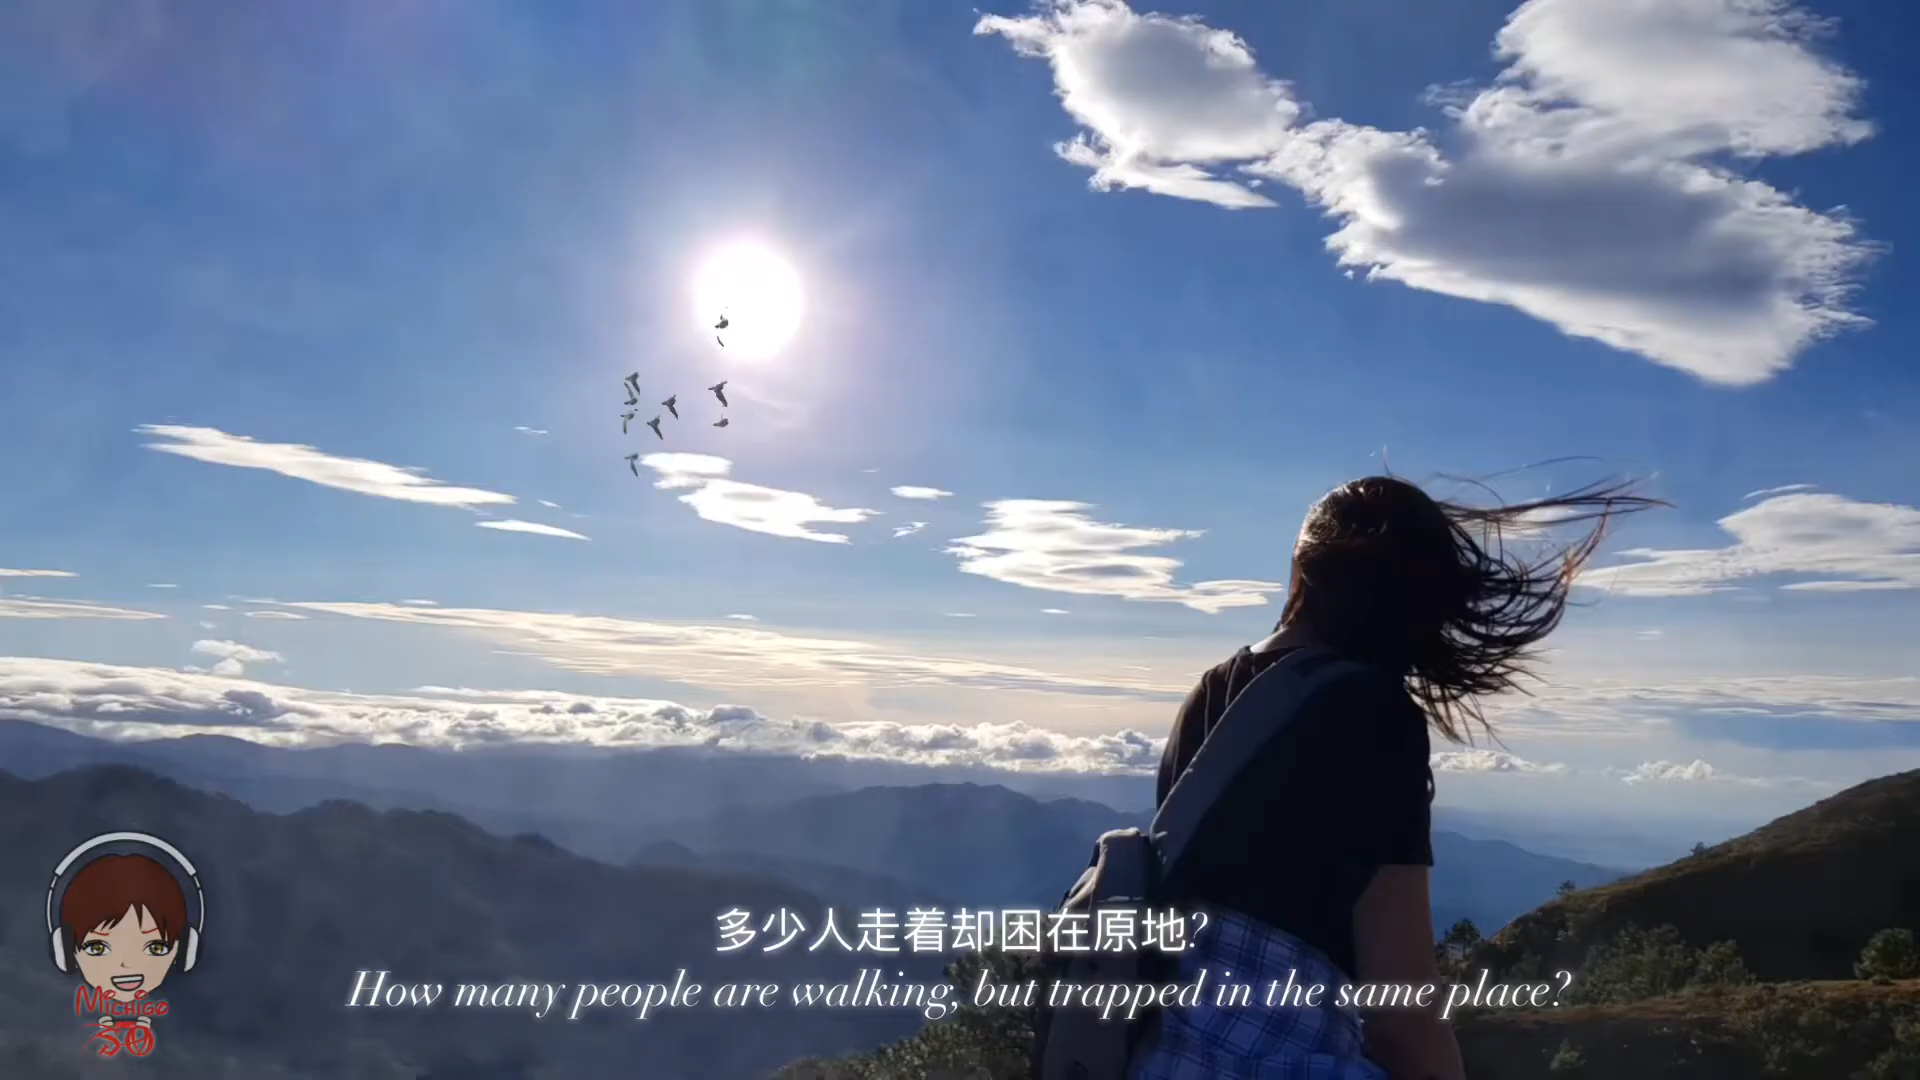 多少人走着却困在原地?
How many people are walking, but trapped in the same place?
MiCHiGo
SO